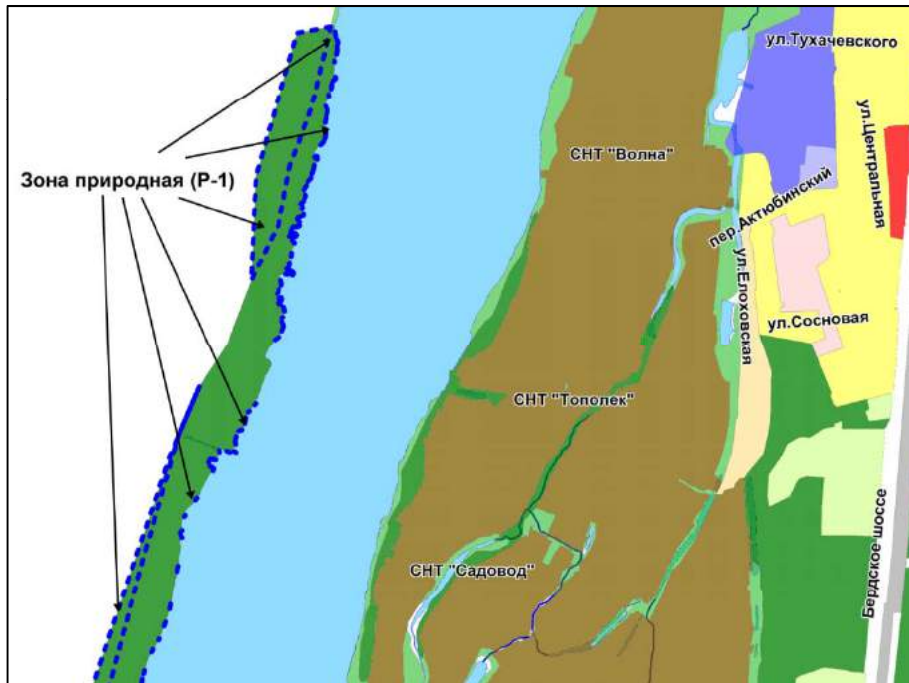 ул.Тухачевского
ул.Центральная
СНТ "Волна"
Зона природная (Р-1)
пер.Актюбинский
ул.Елоховская
ул.Сосновая
СНТ "Тополек"
Бердское шоссе
СНТ "Садовод"